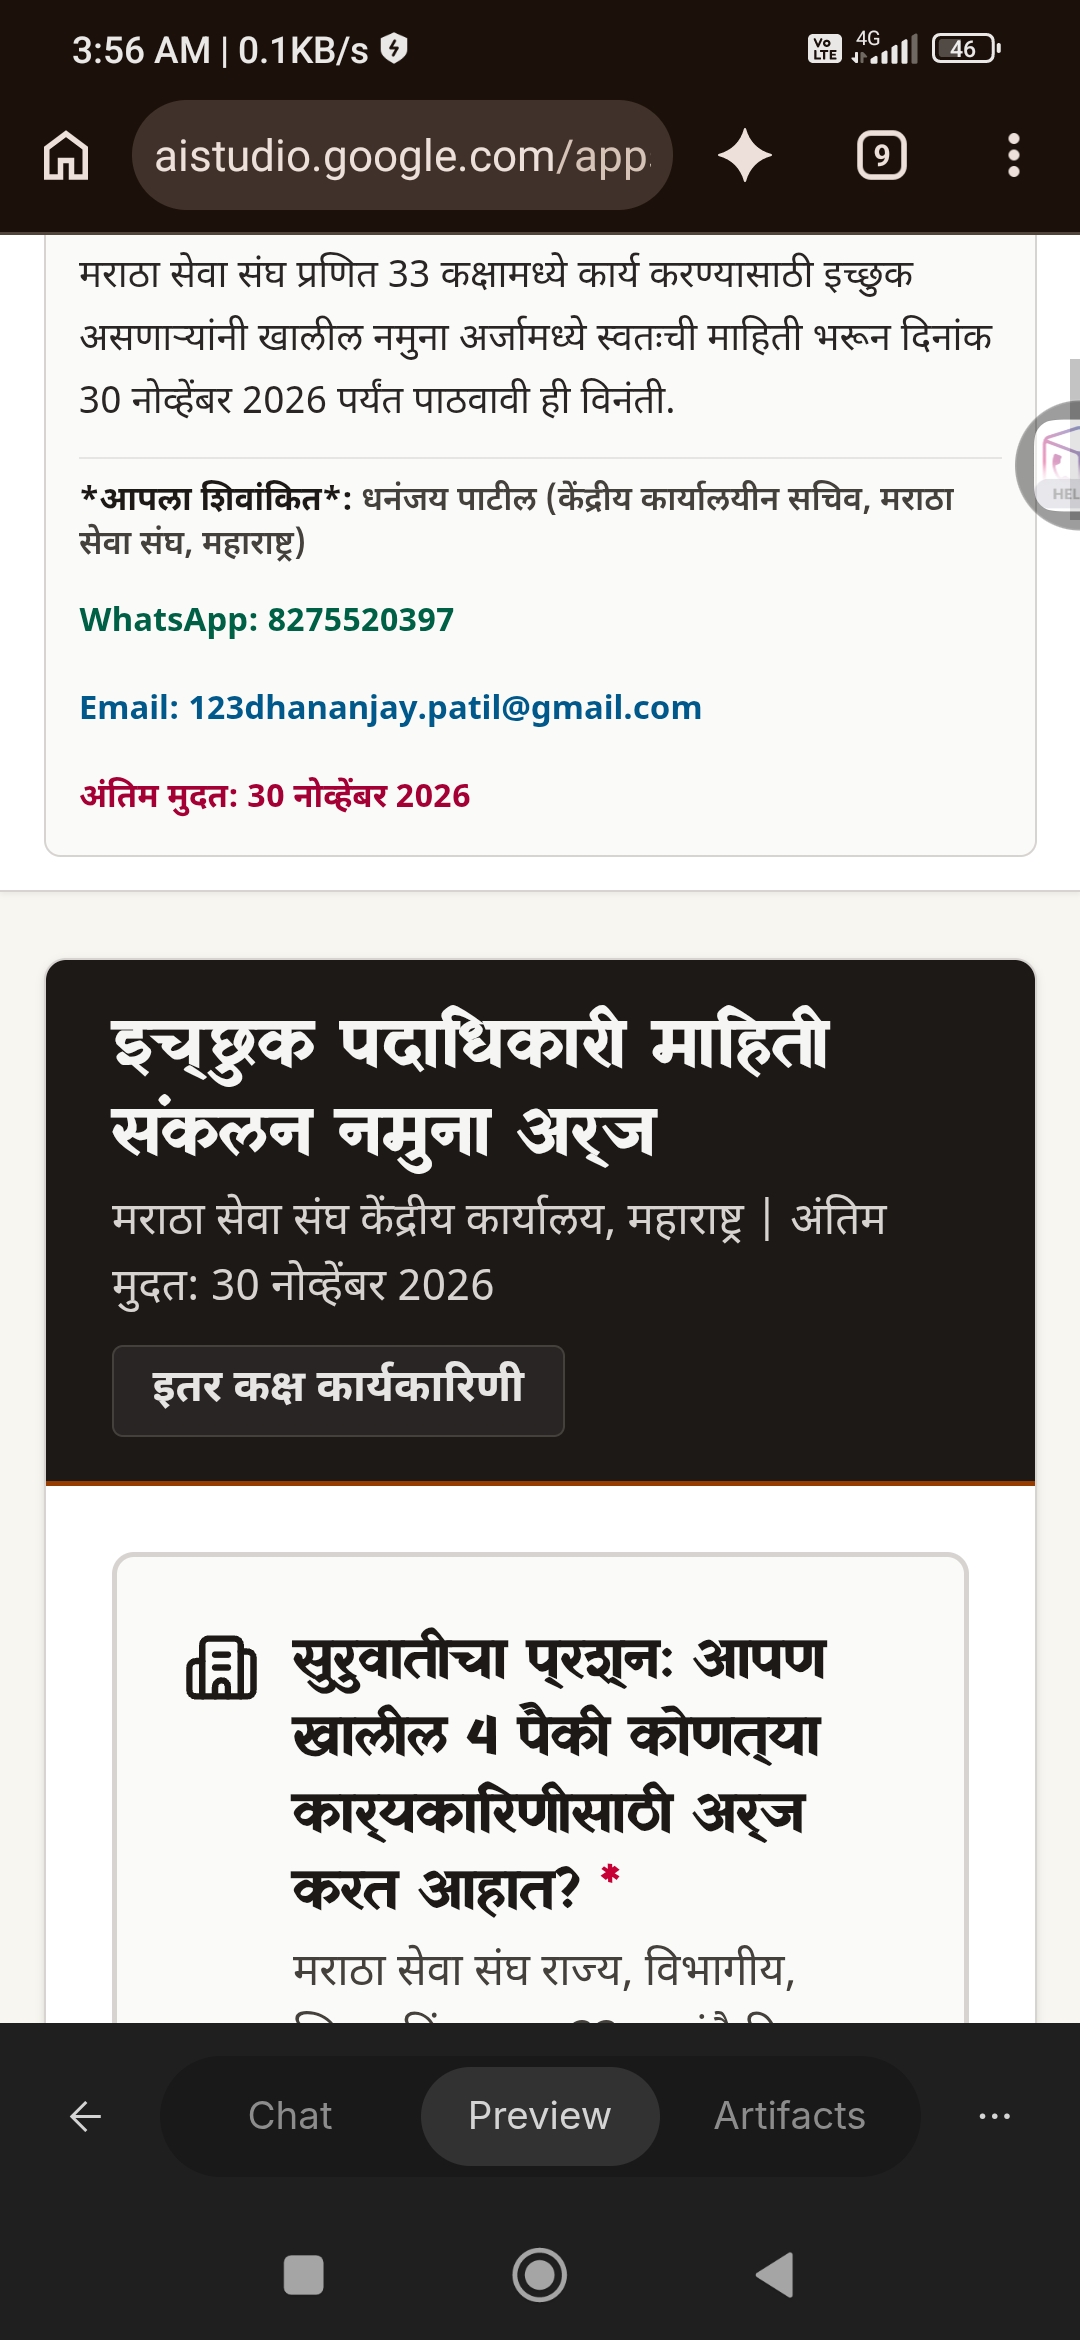 3:56 AM | 0.1KB/s
Vo LTE 4G 46
aistudio.google.com/app
9
मराठा सेवा संघ प्रणित 33 कक्षामध्ये कार्य करण्यासाठी इच्छुक
असणाऱ्यांनी खालील नमुना अर्जामध्ये स्वतःची माहिती भरून दिनांक
30 नोव्हेंबर 2026 पर्यंत पाठवावी ही विनंती.
*आपला शिवांकित*: धनंजय पाटील (केंद्रीय कार्यालयीन सचिव, मराठा
सेवा संघ, महाराष्ट्र)
WhatsApp: 8275520397
Email: 123dhananjay.patil@gmail.com
अंतिम मुदत: 30 नोव्हेंबर 2026
इच्छुक पदाधिकारी माहिती
संकलन नमुना अर्ज
मराठा सेवा संघ केंद्रीय कार्यालय, महाराष्ट्र | अंतिम
मुदत: 30 नोव्हेंबर 2026
इतर कक्ष कार्यकारिणी
सुरुवातीचा प्रश्न: आपण
खालील 4 पैकी कोणत्या
कार्यकारिणीसाठी अर्ज
करत आहात? *
मराठा सेवा संघ राज्य, विभागीय,
Chat Preview Artifacts